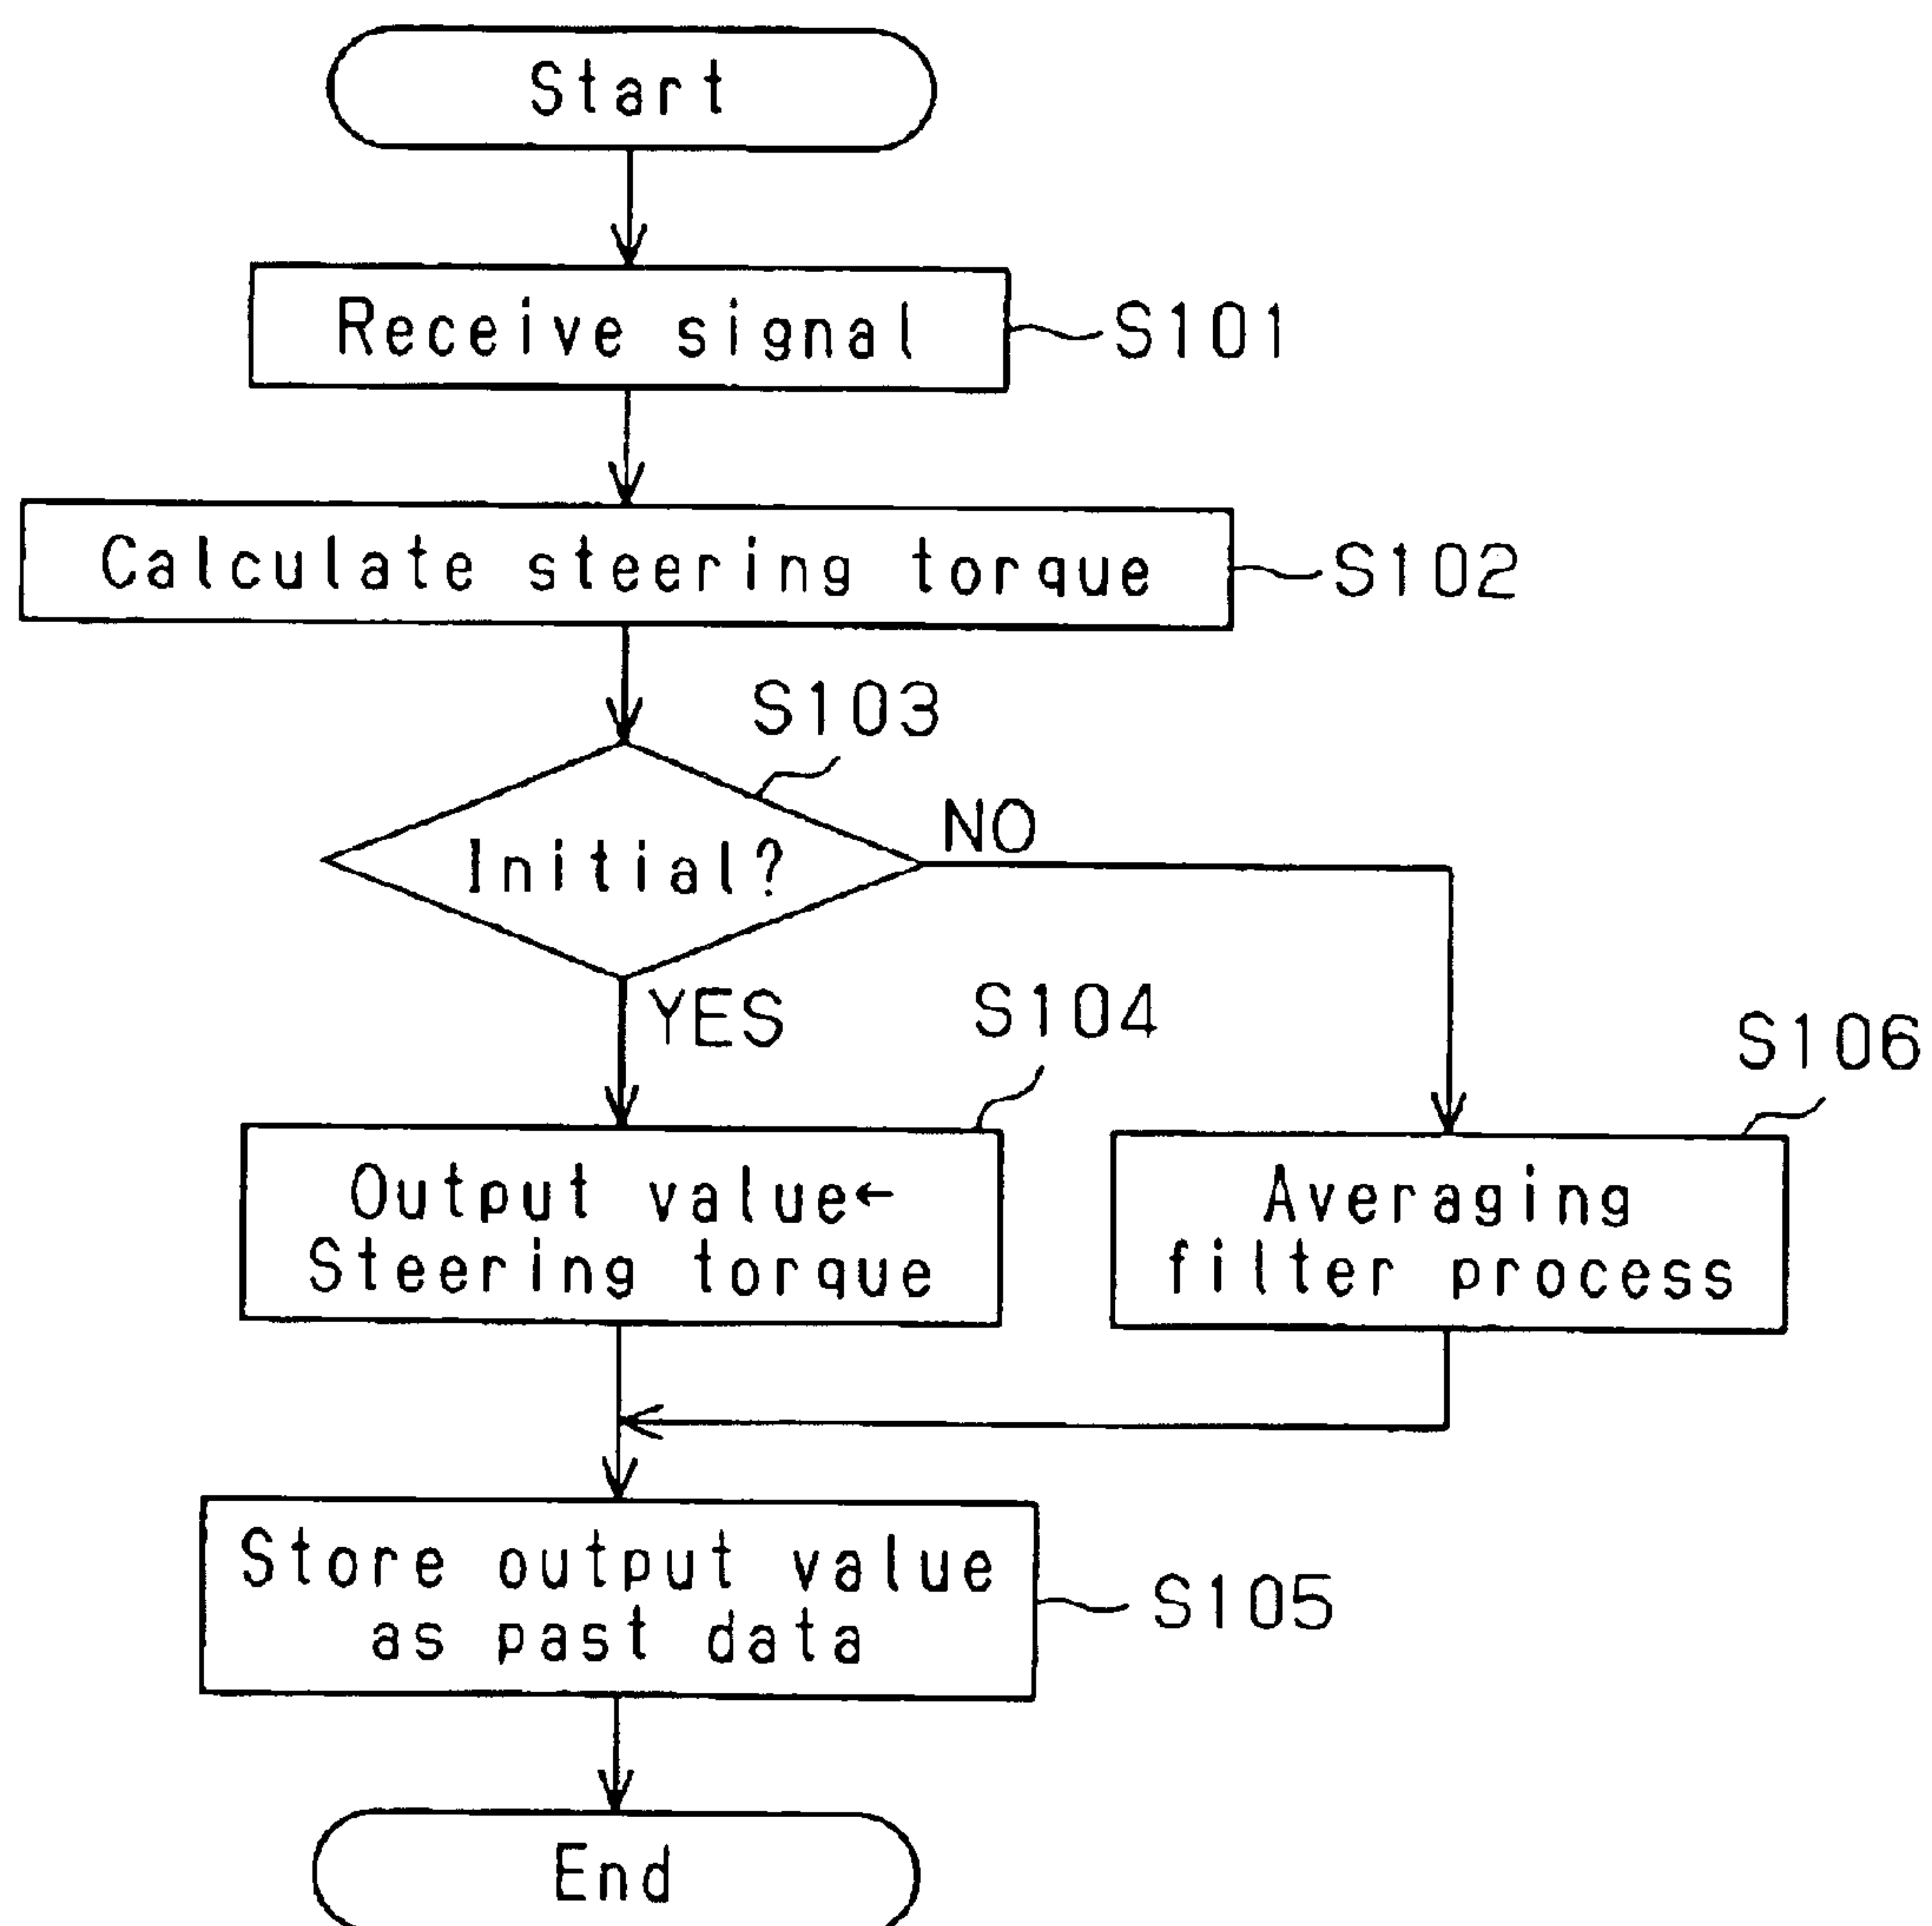 Start
Receive signal
S101
Calculate steering torque
S102
S103
Initial?
NO
YES
S104
S106
Output value←
Steering torque
Averaging
filter process
Store output value
as past data
S105
End